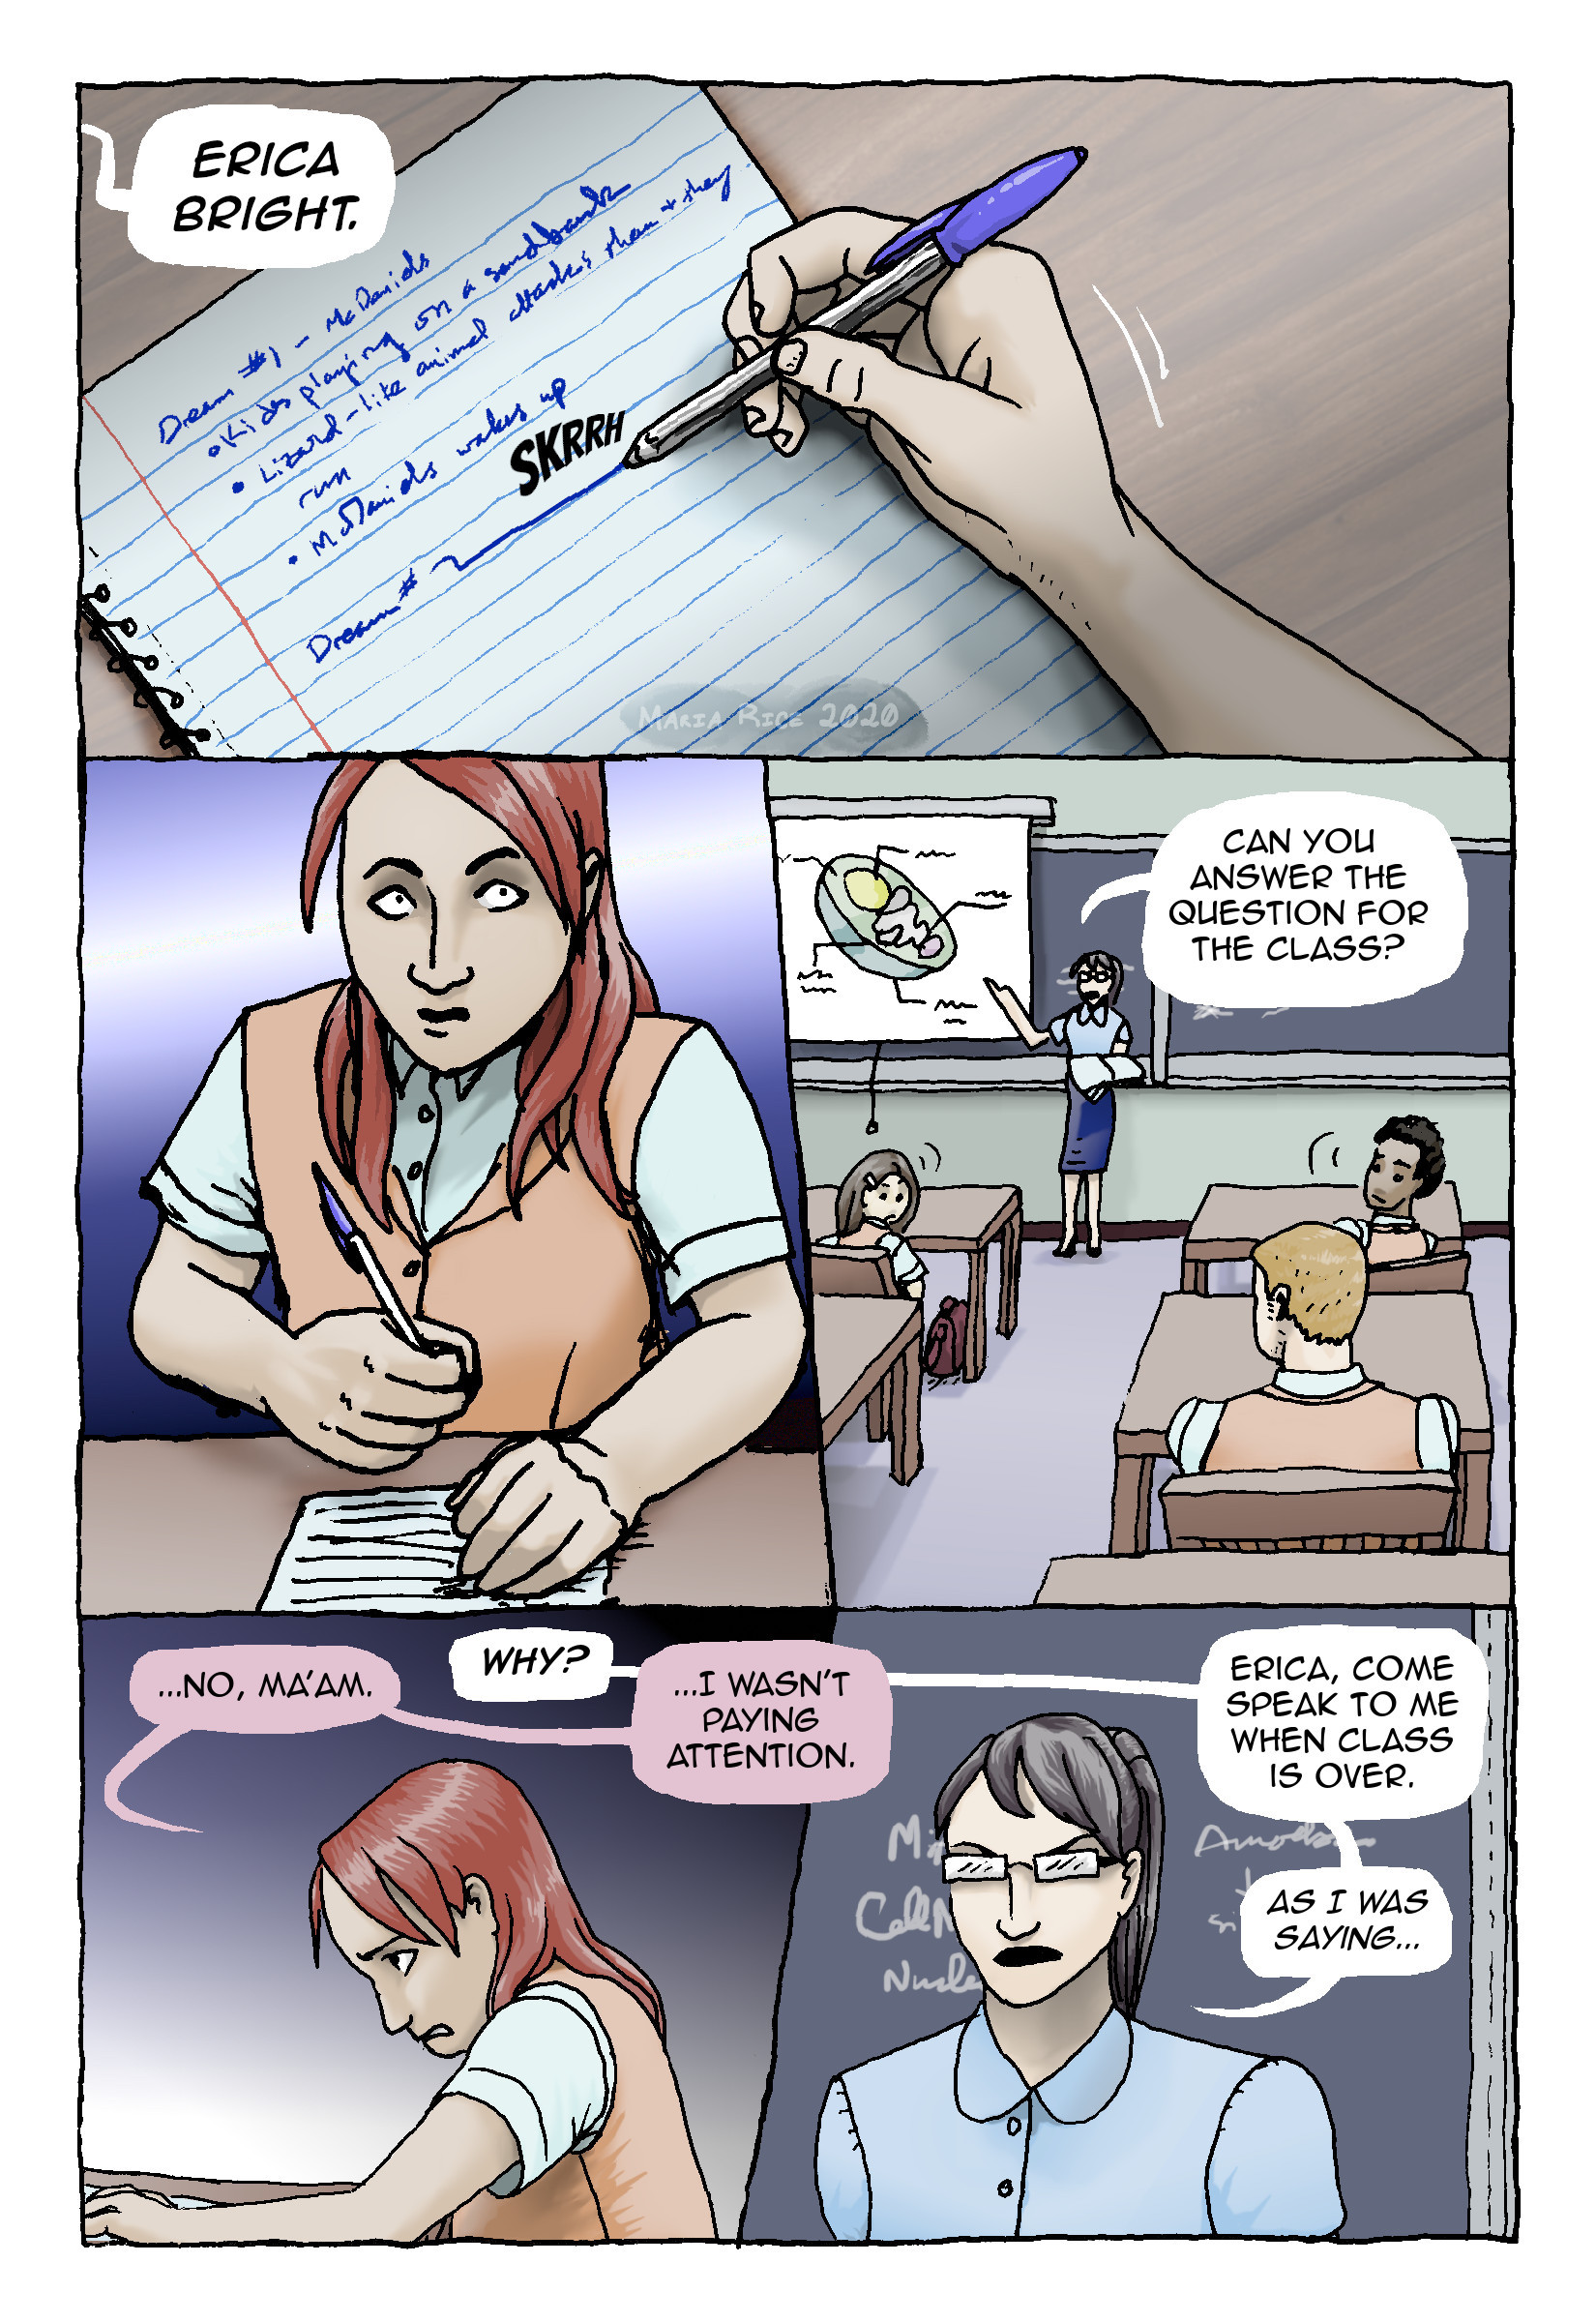 ERICA
BRIGHT.
Dream #1 - McDaniels
• Kids playing on a sandbank
• Lizard-like animal attacks them + they
run
• McDaniels wakes up
SKRRH
Dream #
MARIA RICE 2020
CAN YOU
ANSWER THE
QUESTION FOR
THE CLASS?
...NO, MA'AM.
WHY?
...I WASN'T
PAYING
ATTENTION.
ERICA, COME
SPEAK TO ME
WHEN CLASS
IS OVER.
AS I WAS
SAYING...
Cell